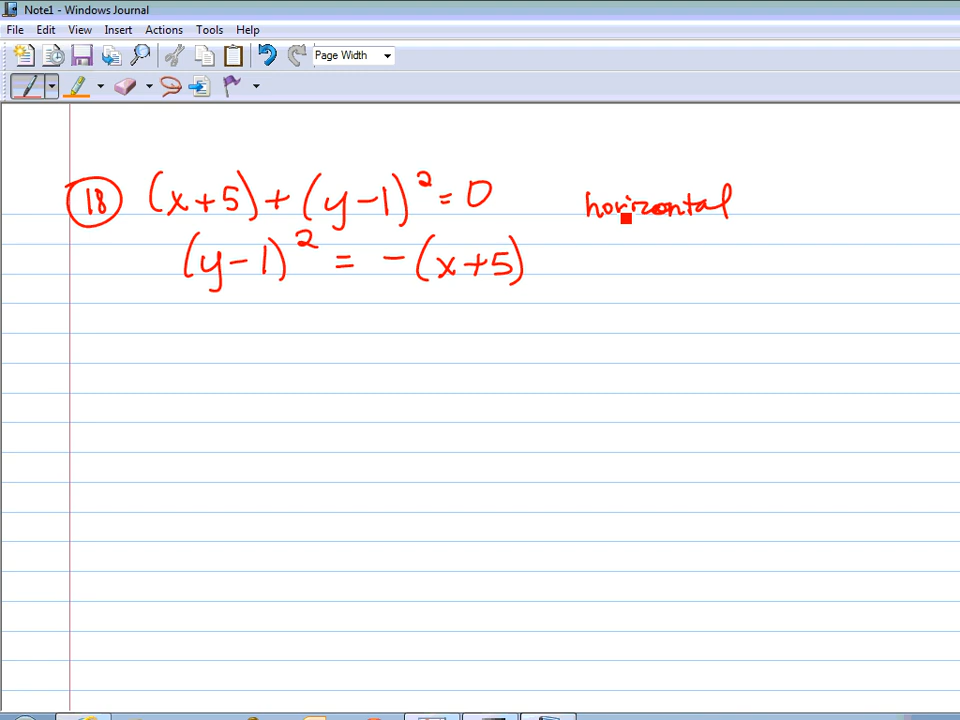 Note1 - Windows Journal
File Edit View Insert Actions Tools Help
Page Width
18 (x+5)+(y-1)²=0 horizontal
(y-1)² = -(x+5)